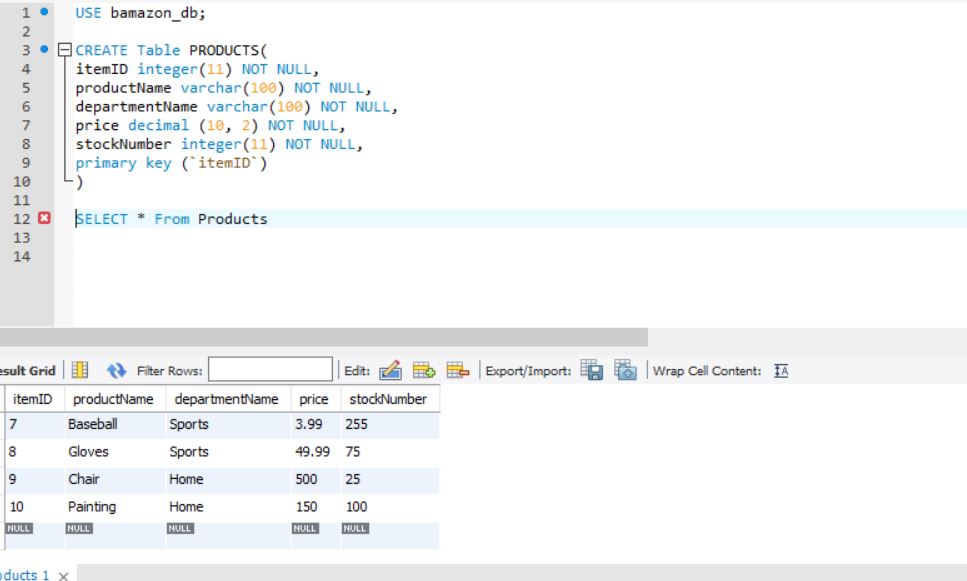 1 USE bamazon_db;
2
3 CREATE Table PRODUCTS(
4 itemID integer(11) NOT NULL,
5 productName varchar(100) NOT NULL,
6 departmentName varchar(100) NOT NULL,
7 price decimal (10, 2) NOT NULL,
8 stockNumber integer(11) NOT NULL,
9 primary key (`itemID`)
10 )
11
12 SELECT * From Products
13
14
esult Grid Filter Rows: Edit: Export/Import: Wrap Cell Content: IA
itemID productName departmentName price stockNumber
7 Baseball Sports 3.99 255
8 Gloves Sports 49.99 75
9 Chair Home 500 25
10 Painting Home 150 100
NULL NULL NULL NULL NULL
oducts 1 ×